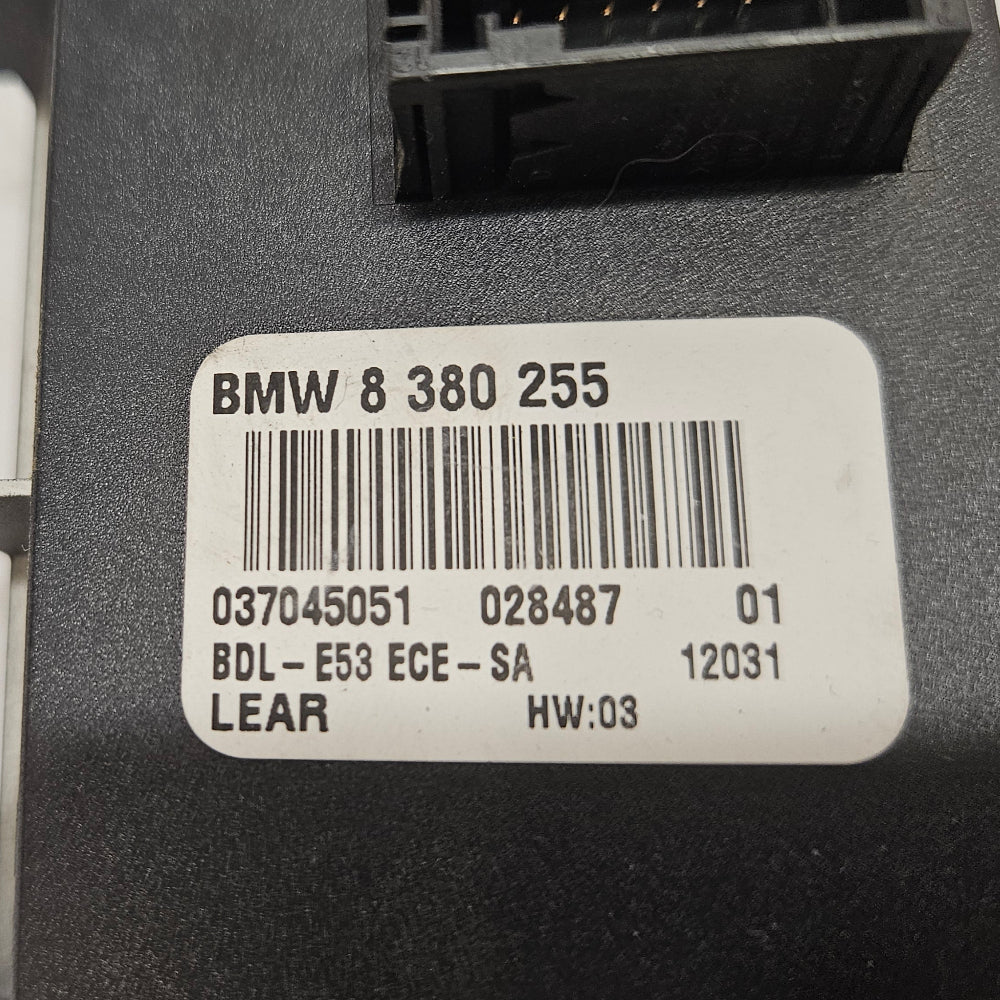 BMW 8 380 255
037045051 028487 01
BDL-E53 ECE-SA 12031
LEAR HW:03